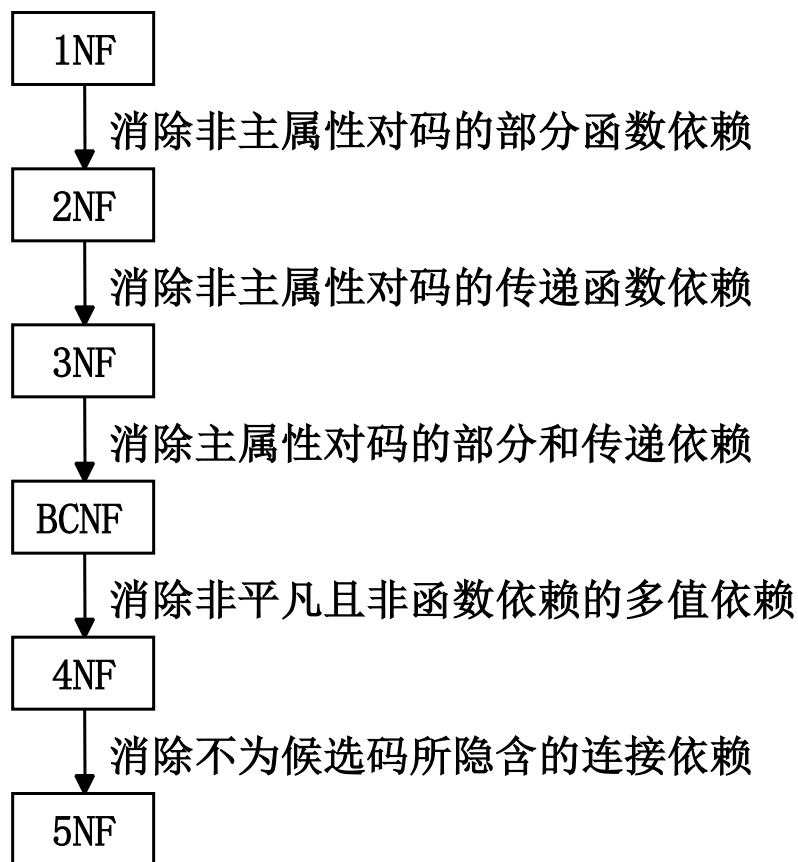 1NF
消除非主属性对码的部分函数依赖
2NF
消除非主属性对码的传递函数依赖
3NF
消除主属性对码的部分和传递依赖
BCNF
消除非平凡且非函数依赖的多值依赖
4NF
消除不为候选码所隐含的连接依赖
5NF